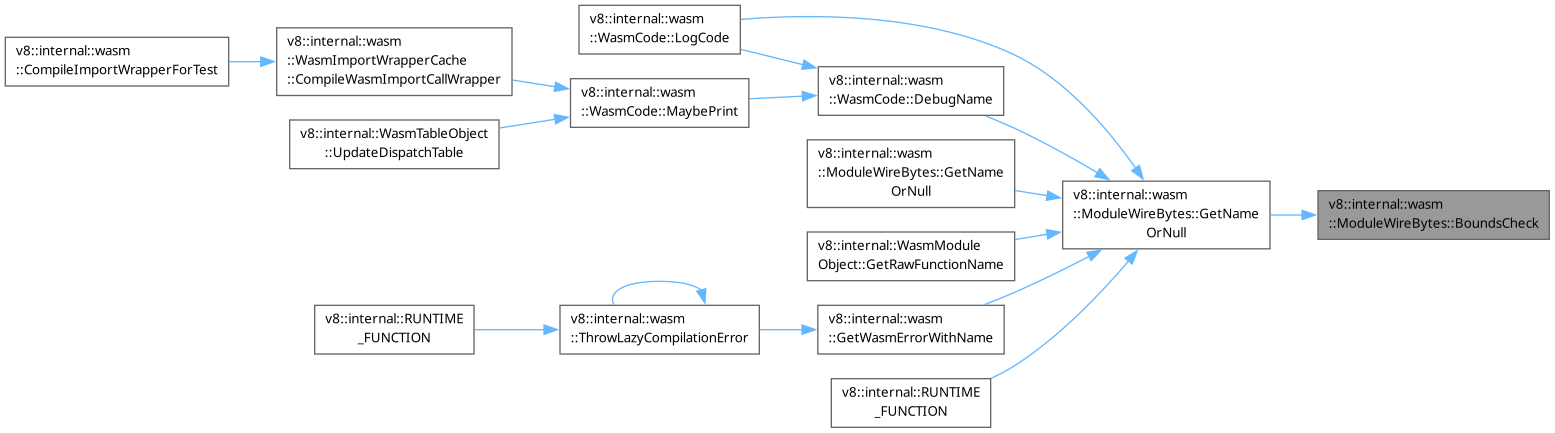 v8::internal::wasm
::WasmCode::LogCode
v8::internal::wasm
::WasmImportWrapperCache
::CompileWasmImportCallWrapper
v8::internal::wasm
::CompileImportWrapperForTest
v8::internal::wasm
::WasmCode::DebugName
v8::internal::wasm
::WasmCode::MaybePrint
v8::internal::WasmTableObject
::UpdateDispatchTable
v8::internal::wasm
::ModuleWireBytes::GetName
OrNull
v8::internal::wasm
::ModuleWireBytes::GetName
OrNull
v8::internal::wasm
::ModuleWireBytes::BoundsCheck
v8::internal::WasmModule
Object::GetRawFunctionName
v8::internal::RUNTIME
_FUNCTION
v8::internal::wasm
::ThrowLazyCompilationError
v8::internal::wasm
::GetWasmErrorWithName
v8::internal::RUNTIME
_FUNCTION